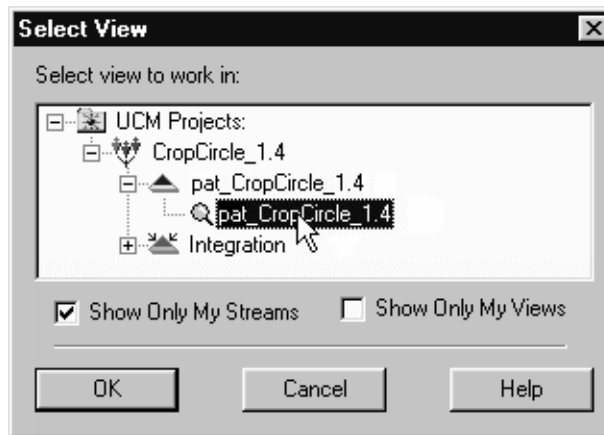 Select View
Select view to work in:
UCM Projects:
CropCircle_1.4
pat_CropCircle_1.4
pat_CropCircle_1.4
Integration
Show Only My Streams Show Only My Views
OK Cancel Help